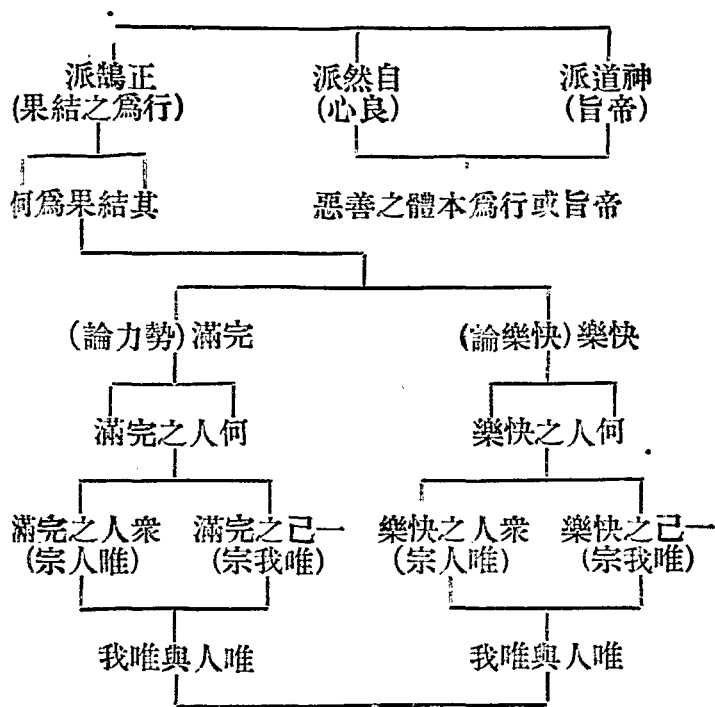 神道派
(帝旨)
自然派
(良心)
正鵠派
(行爲之結果)
帝旨或行爲本體之善惡
其結果爲何
快樂(快樂論)
完滿(勢力論)
何人之快樂
何人之完滿
一己之快樂
(唯我宗)
衆人之快樂
(唯人宗)
一己之完滿
(唯我宗)
衆人之完滿
(唯人宗)
唯人與唯我
唯人與唯我